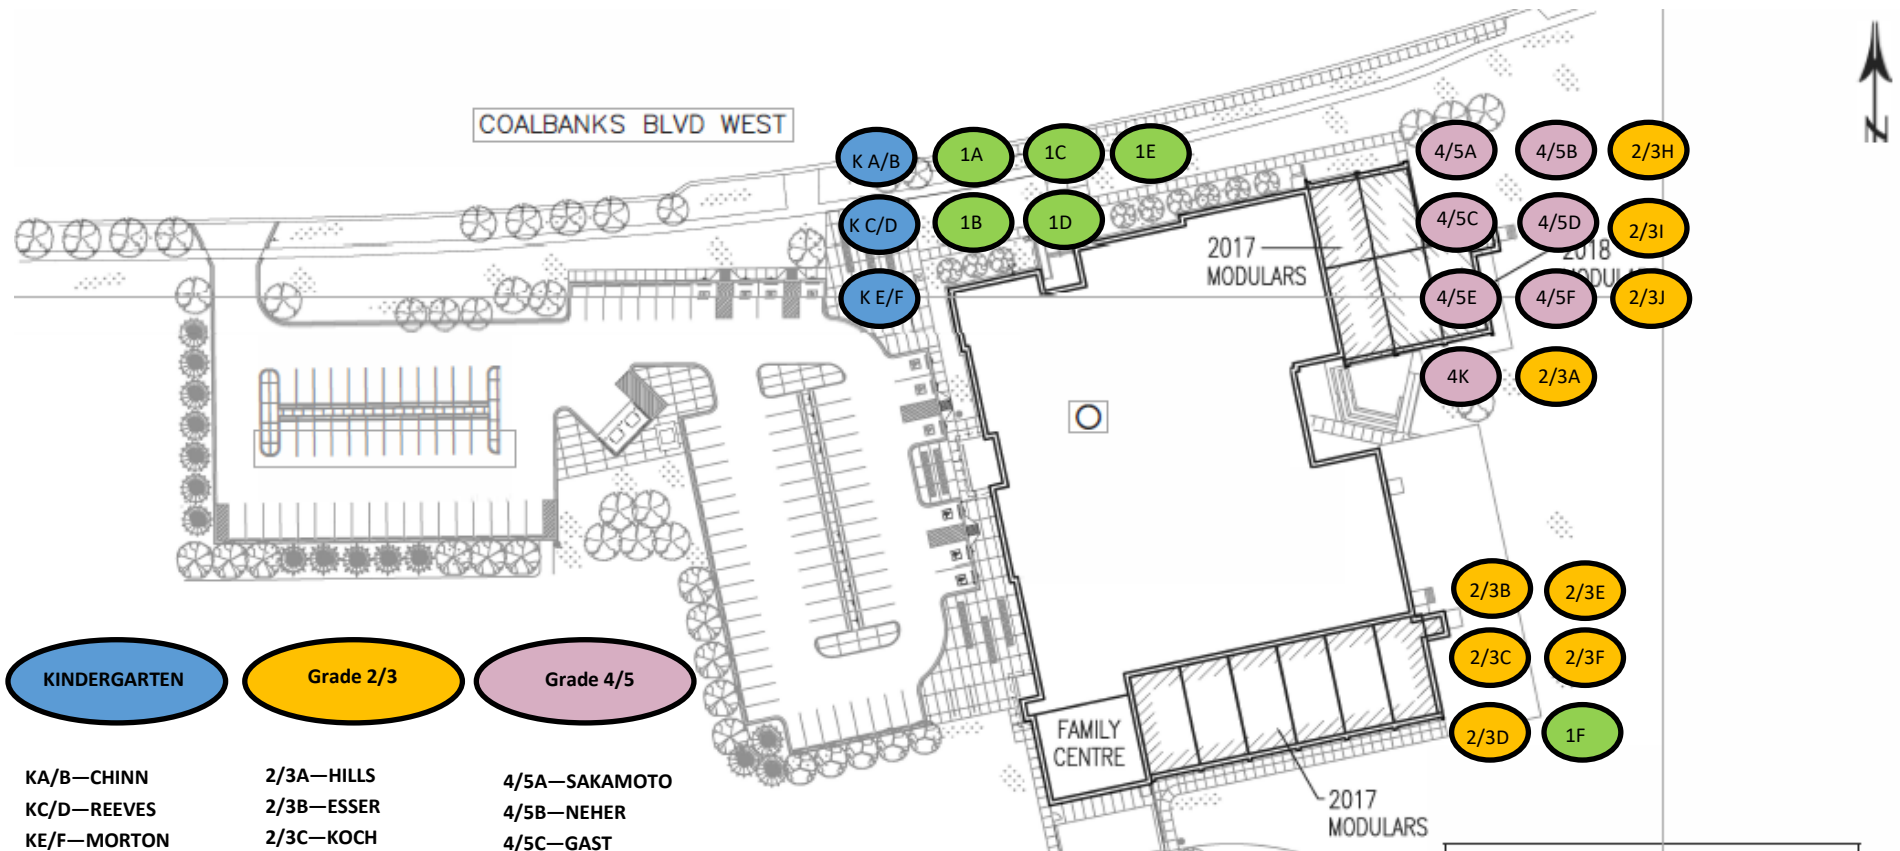 COALBANKS BLVD WEST
K A/B
1A
1C
1E
4/5A
4/5B
2/3H
K C/D
1B
1D
4/5C
4/5D
2/3I
2017
MODULARS
2018
K E/F
4/5E
4/5F
2/3J
4K
2/3A
N
2/3B
2/3E
2/3C
2/3F
2/3D
1F
FAMILY
CENTRE
2017
MODULARS
KINDERGARTEN
Grade 2/3
Grade 4/5
KA/B—CHINN
KC/D—REEVES
KE/F—MORTON
2/3A—HILLS
2/3B—ESSER
2/3C—KOCH
4/5A—SAKAMOTO
4/5B—NEHER
4/5C—GAST